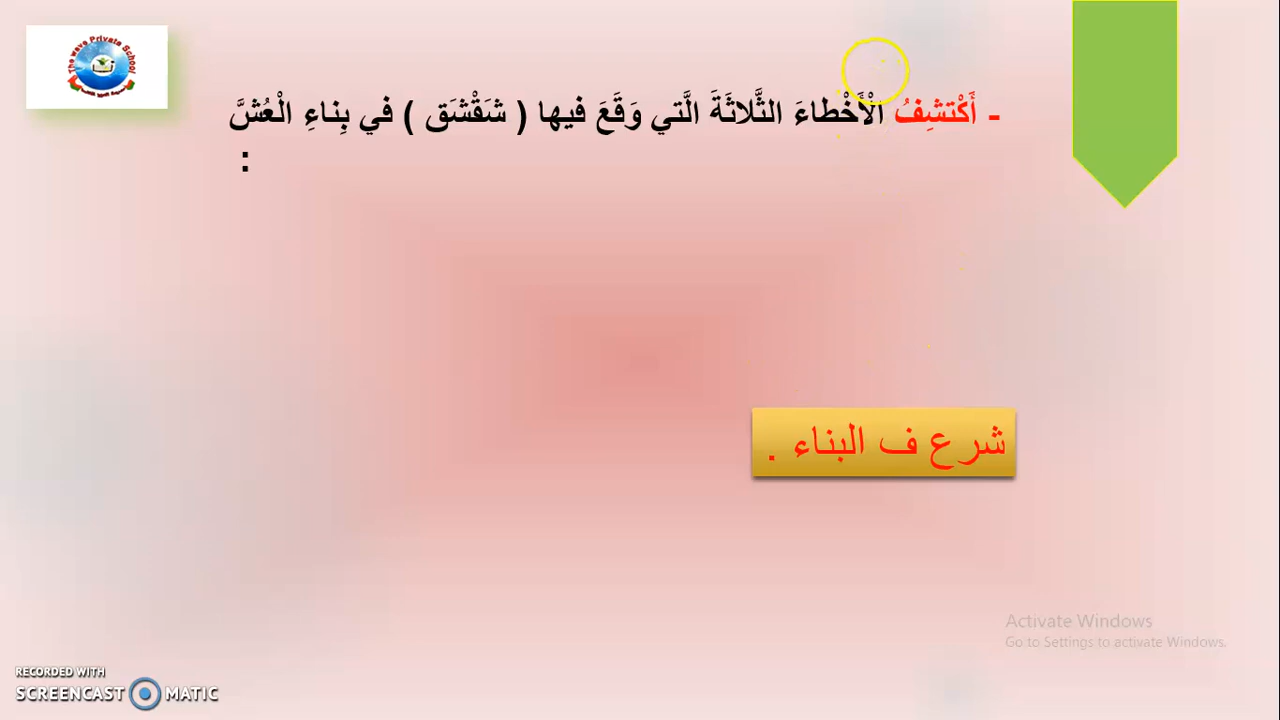 The wave Private School
- أَكْتشِفُ الْأَخْطاءَ الثَّلاثَةَ الَّتي وَقَعَ فيها ( شَقْشَق ) في بِناءِ الْعُشَّ
:
شرع ف البناء .
Activate Windows
Go to Settings to activate Windows.
RECORDED WITH
SCREENCAST MATIC